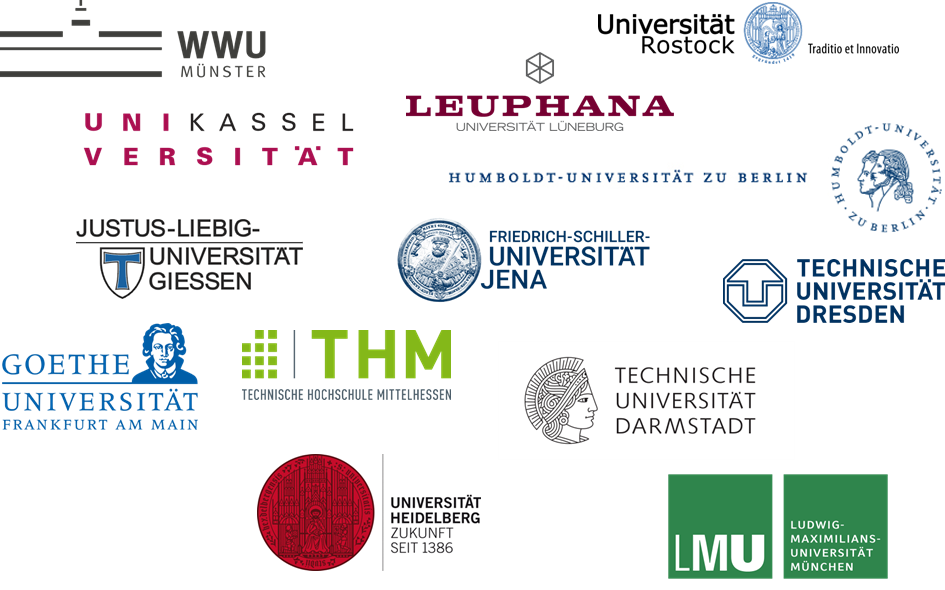 WWU
MÜNSTER
Universität
Rostock
Traditio et Innovatio
LEUPHANA
UNIVERSITÄT LÜNEBURG
UNIKASSEL
VERSITÄT
HUMBOLDT-UNIVERSITÄT ZU BERLIN
HUMBOLDT-UNIVERSITÄT · ZU BERLIN ·
JUSTUS-LIEBIG-
UNIVERSITÄT
GIESSEN
FRIEDRICH-SCHILLER-
UNIVERSITÄT
JENA
TECHNISCHE
UNIVERSITÄT
DRESDEN
GOETHE
UNIVERSITÄT
FRANKFURT AM MAIN
THM
TECHNISCHE HOCHSCHULE MITTELHESSEN
TECHNISCHE
UNIVERSITÄT
DARMSTADT
UNIVERSITÄT
HEIDELBERG
ZUKUNFT
SEIT 1386
LMU
LUDWIG-
MAXIMILIANS-
UNIVERSITÄT
MÜNCHEN